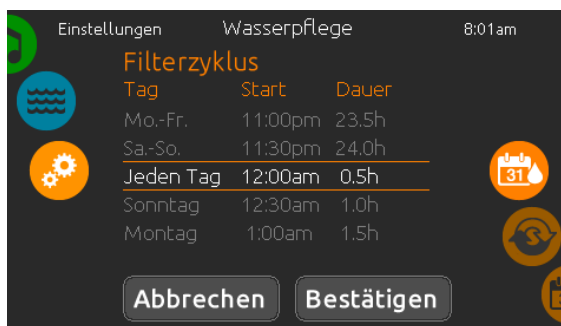 Einstellungen Wasserpflege 8:01am
Filterzyklus
Tag Start Dauer
Mo.-Fr. 11:00pm 23.5h
Sa.-So. 11:30pm 24.0h
Jeden Tag 12:00am 0.5h
Sonntag 12:30am 1.0h
Montag 1:00am 1.5h
31
Abbrechen Bestätigen